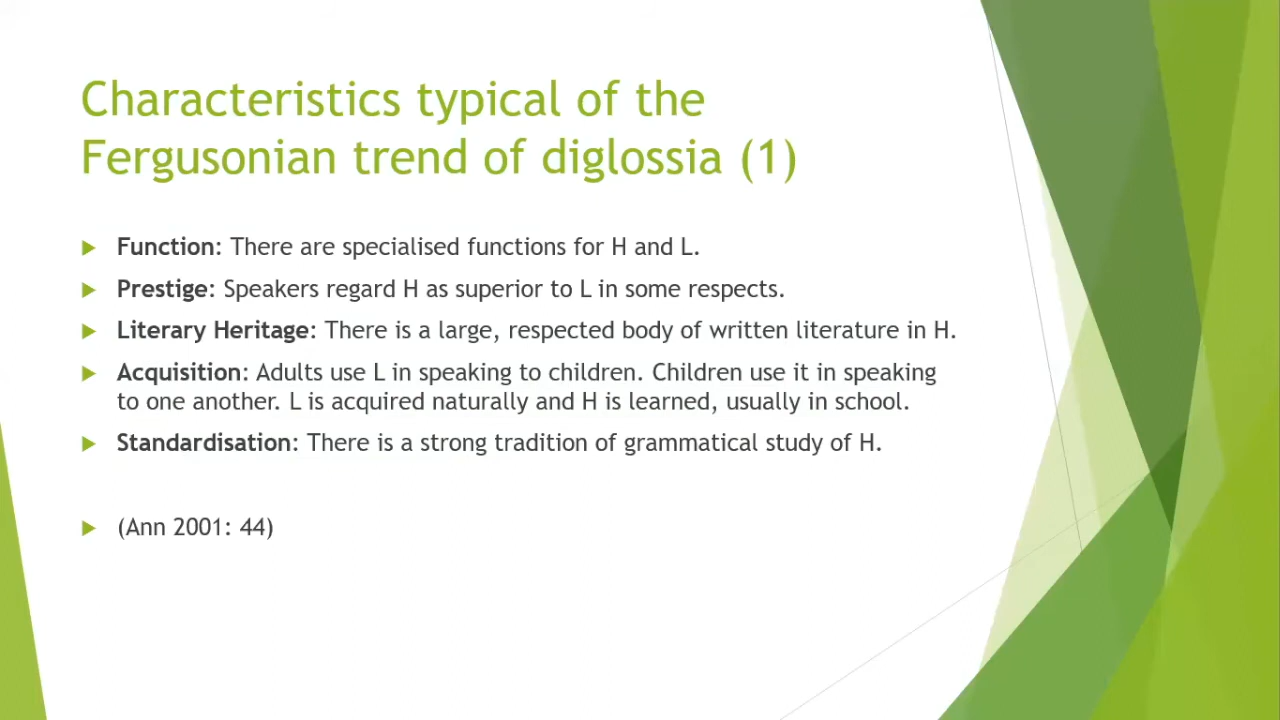 Characteristics typical of the
Fergusonian trend of diglossia (1)
Function: There are specialised functions for H and L.
Prestige: Speakers regard H as superior to L in some respects.
Literary Heritage: There is a large, respected body of written literature in H.
Acquisition: Adults use L in speaking to children. Children use it in speaking
to one another. L is acquired naturally and H is learned, usually in school.
Standardisation: There is a strong tradition of grammatical study of H.
(Ann 2001: 44)